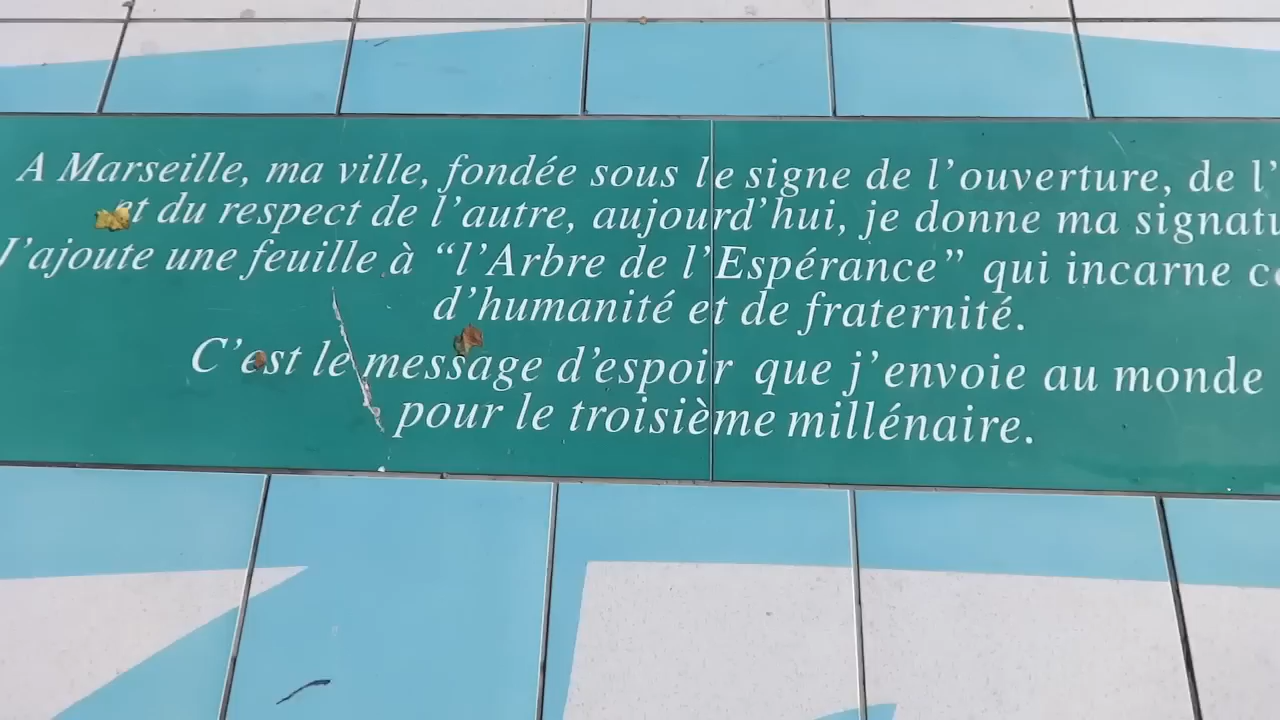 A Marseille, ma ville, fondée sous le signe de l'ouverture, de l'
et du respect de l'autre, aujourd'hui, je donne ma signatu
J'ajoute une feuille à "l'Arbre de l'Espérance" qui incarne
d'humanité et de fraternité.
C'est le message d'espoir que j'envoie au monde
pour le troisième millénaire.